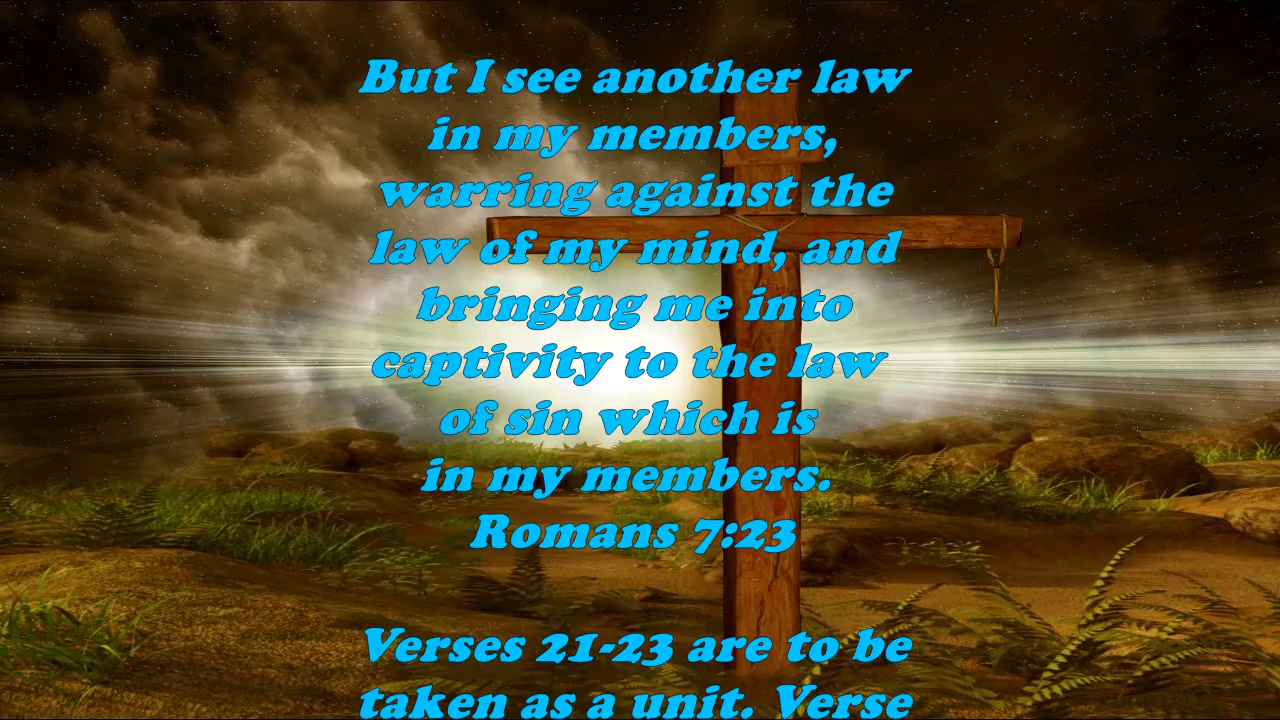 But I see another law
in my members,
warring against the
law of my mind, and
bringing me into
captivity to the law
of sin which is
in my members.
Romans 7:23
Verses 21-23 are to be
taken as a unit. Verse